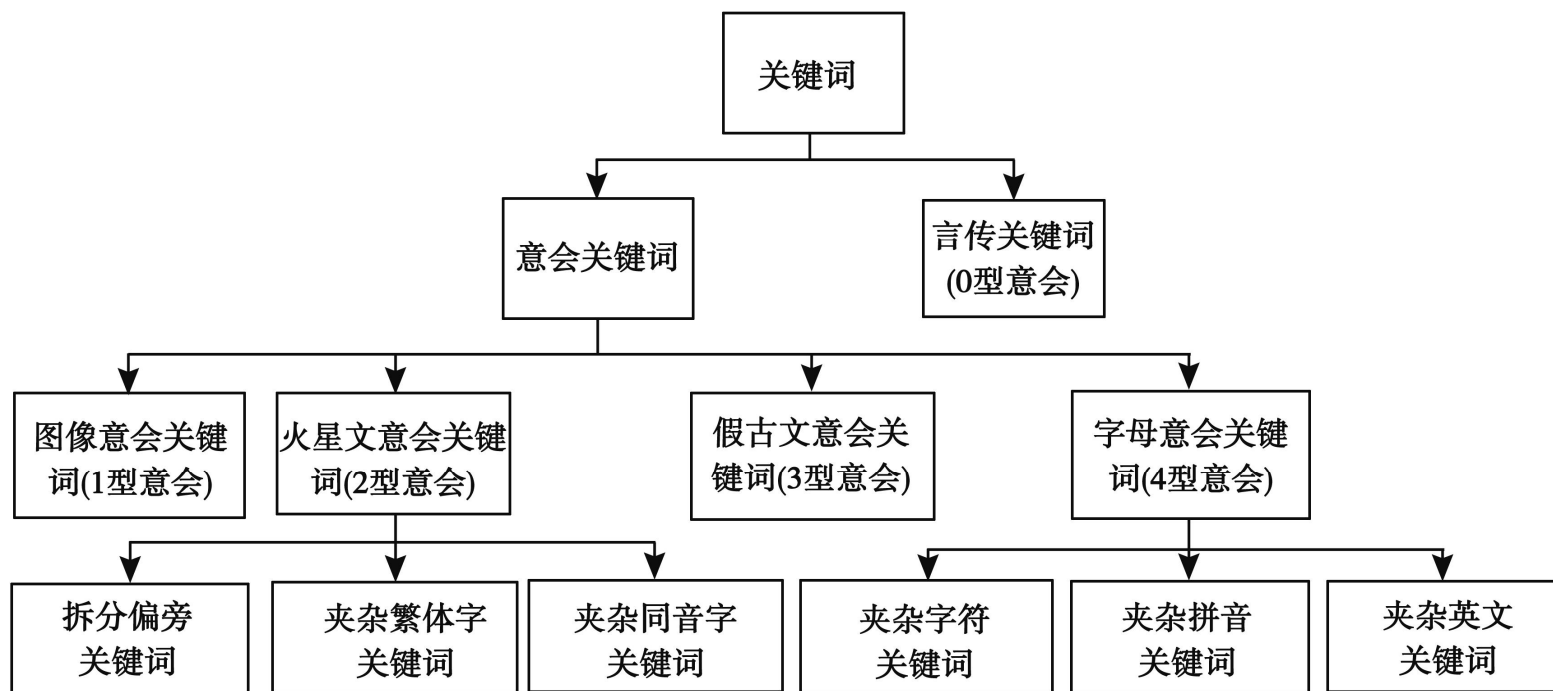 关键词
意会关键词
言传关键词
(0型意会)
图像意会关键
词(1型意会)
火星文意会关键
词(2型意会)
假古文意会关
键词(3型意会)
字母意会关键
词(4型意会)
拆分偏旁
关键词
夹杂繁体字
关键词
夹杂同音字
关键词
夹杂字符
关键词
夹杂拼音
关键词
夹杂英文
关键词